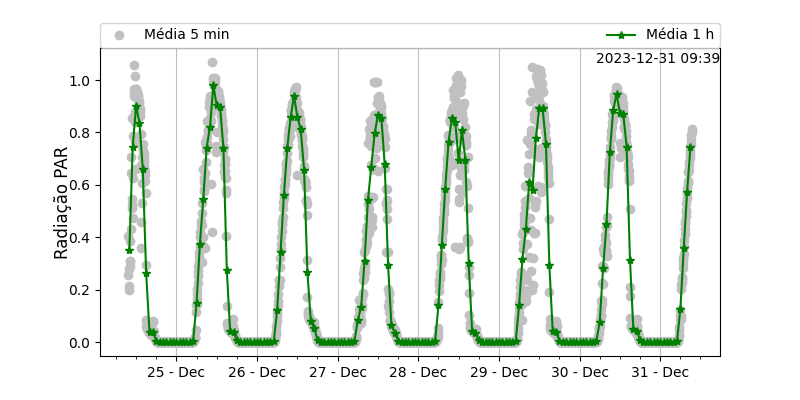 Média 5 min
Média 1 h
2023-12-31 09:39
Radiação PAR
1.0
0.8
0.6
0.4
0.2
0.0
25 - Dec
26 - Dec
27 - Dec
28 - Dec
29 - Dec
30 - Dec
31 - Dec